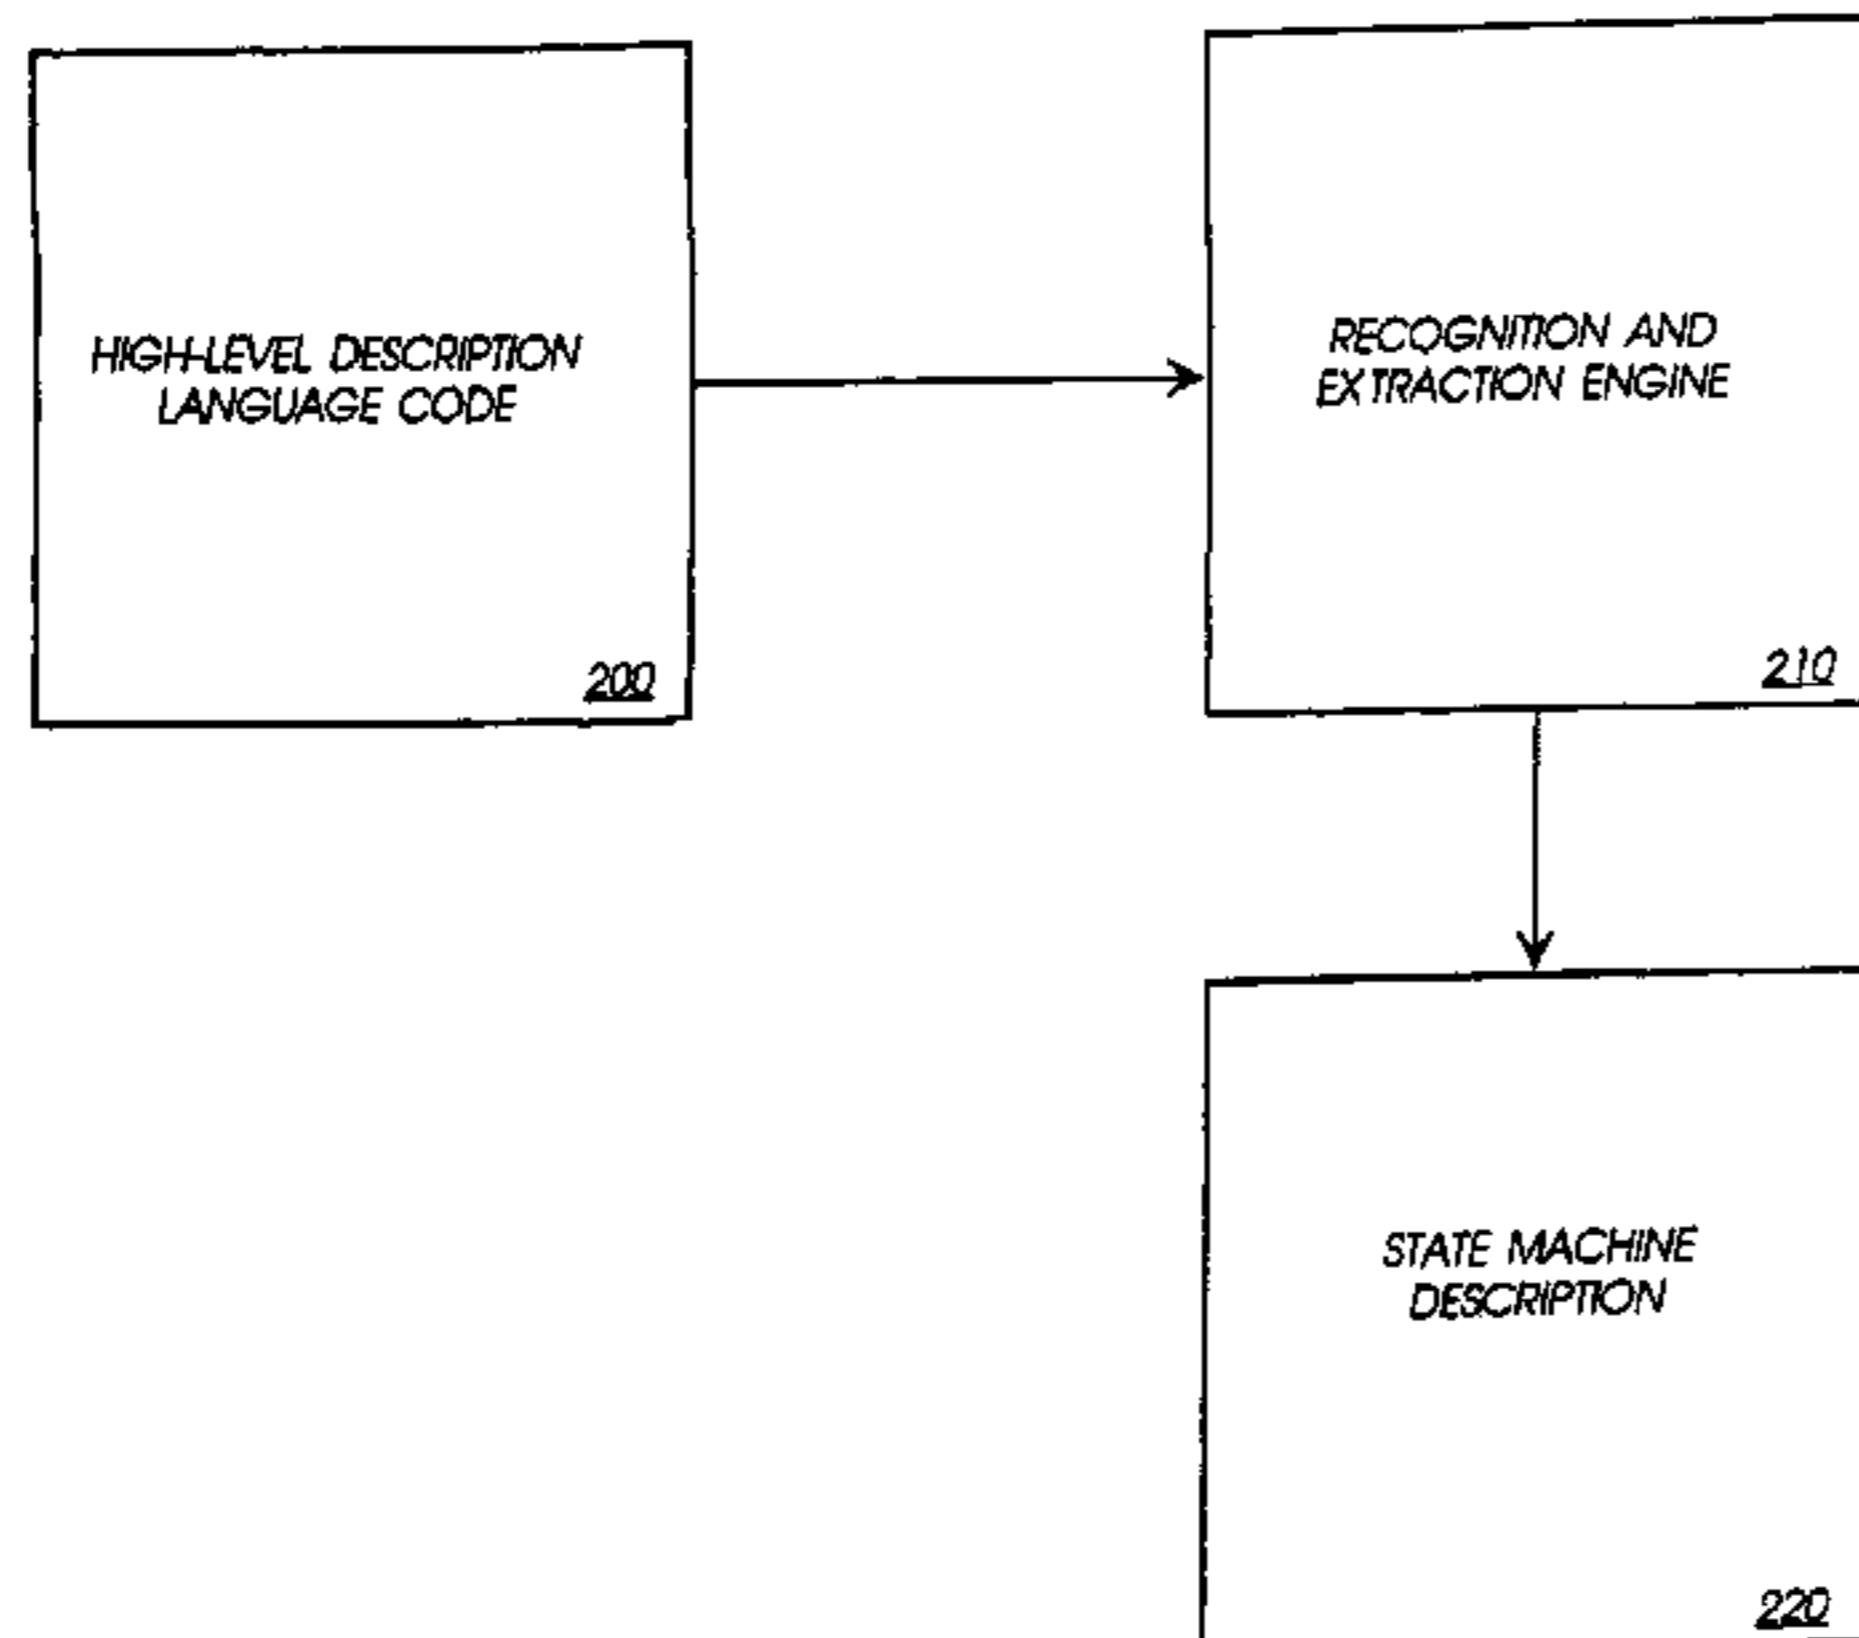 HIGH-LEVEL DESCRIPTION
LANGUAGE CODE
200
RECOGNITION AND
EXTRACTION ENGINE
210
STATE MACHINE
DESCRIPTION
220